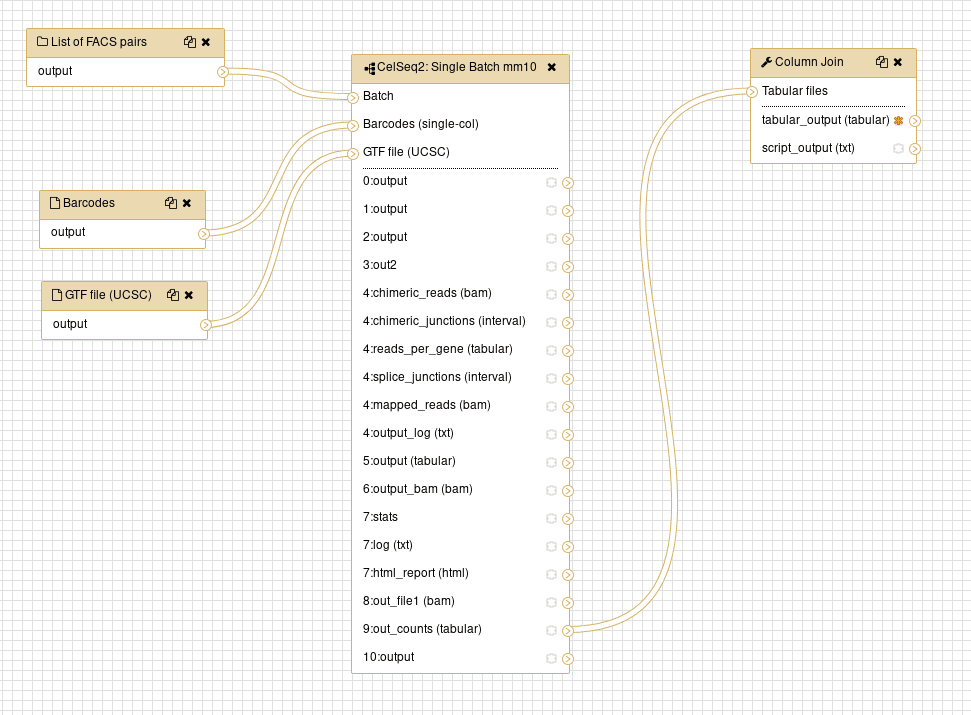 List of FACS pairs
output
Barcodes
output
GTF file (UCSC)
output
CelSeq2: Single Batch mm10
Batch
Barcodes (single-col)
GTF file (UCSC)
0:output
1:output
2:output
3:out2
4:chimeric_reads (bam)
4:chimeric_junctions (interval)
4:reads_per_gene (tabular)
4:splice_junctions (interval)
4:mapped_reads (bam)
4:output_log (txt)
5:output (tabular)
6:output_bam (bam)
7:stats
7:log (txt)
7:html_report (html)
8:out_file1 (bam)
9:out_counts (tabular)
10:output
Column Join
Tabular files
tabular_output (tabular)
script_output (txt)